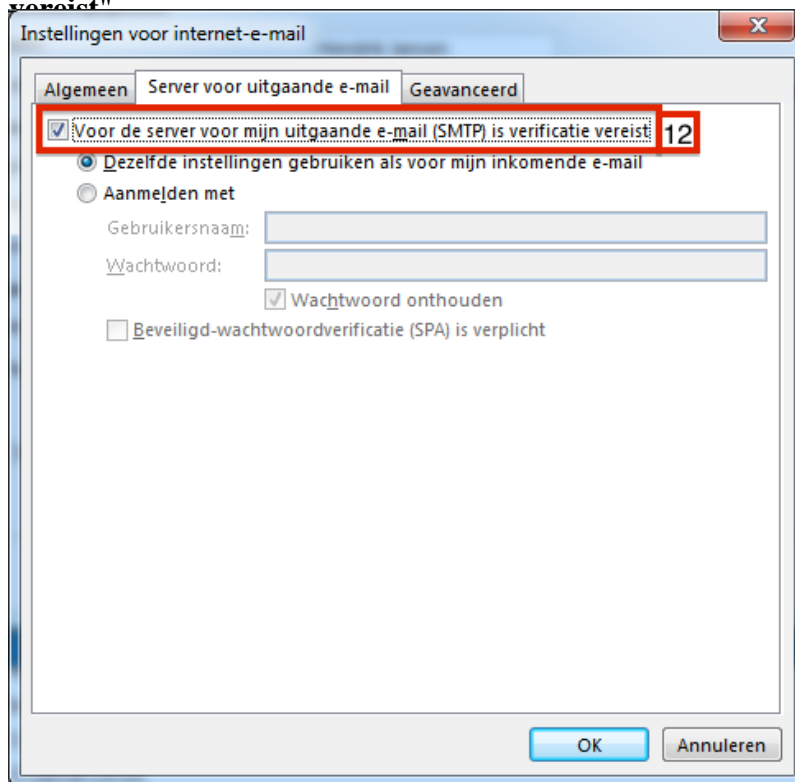 vereist"
Instellingen voor internet-e-mail
Algemeen Server voor uitgaande e-mail Geavanceerd
Voor de server voor mijn uitgaande e-mail (SMTP) is verificatie vereist 12
Dezelfde instellingen gebruiken als voor mijn inkomende e-mail
Aanmelden met
Gebruikersnaam:
Wachtwoord:
Wachtwoord onthouden
Beveiligd-wachtwoordverificatie (SPA) is verplicht
OK Annuleren